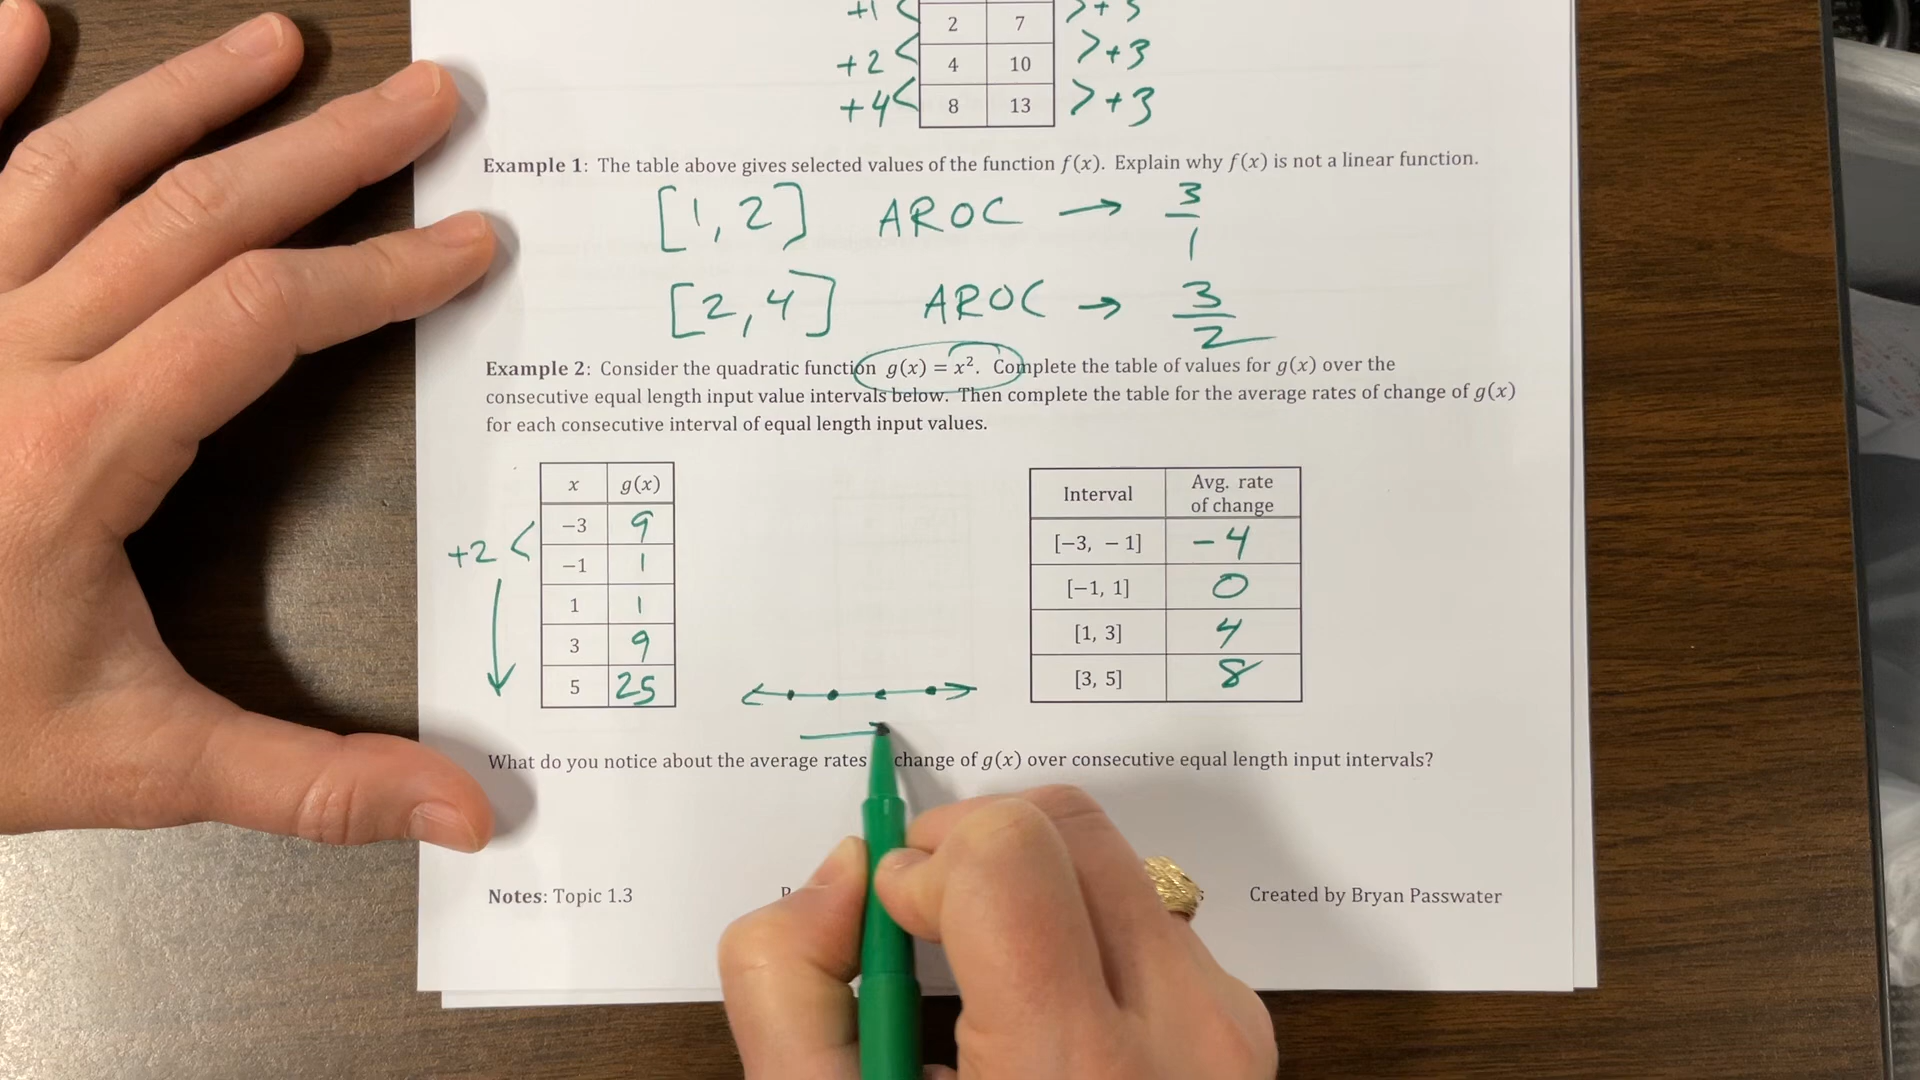 +1 < > + 3
2 7
+2 < 4 10 > +3
+4 < 8 13 > +3
Example 1: The table above gives selected values of the function f(x). Explain why f(x) is not a linear function.
[1, 2] AROC → 3/1
[2, 4] AROC → 3/2
Example 2: Consider the quadratic function g(x) = x². Complete the table of values for g(x) over the
consecutive equal length input value intervals below. Then complete the table for the average rates of change of g(x)
for each consecutive interval of equal length input values.
x g(x)
−3 9
+2 <
−1 1
1 1
3 9
5 25
Interval Avg. rate of change
[−3, − 1] −4
[−1, 1] 0
[1, 3] 4
[3, 5] 8
What do you notice about the average rates change of g(x) over consecutive equal length input intervals?
Notes: Topic 1.3 Created by Bryan Passwater